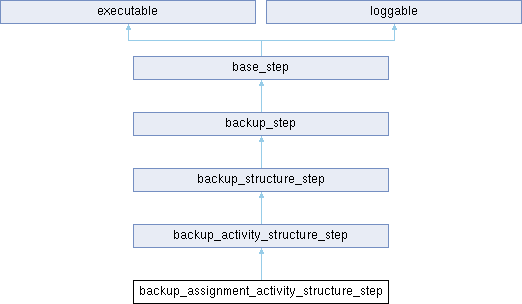 executable
loggable
base_step
backup_step
backup_structure_step
backup_activity_structure_step
backup_assignment_activity_structure_step